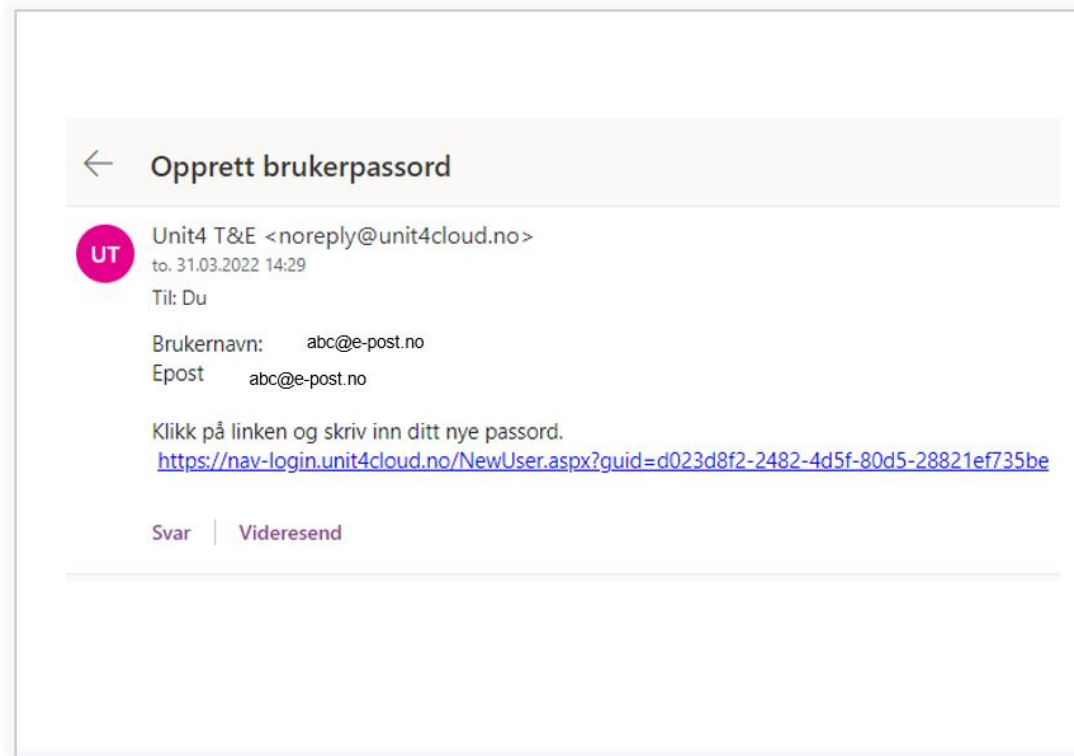 Opprett brukerpassord
UT
Unit4 T&E <noreply@unit4cloud.no>
to. 31.03.2022 14:29
Til: Du
Brukernavn: abc@e-post.no
Epost abc@e-post.no
Klikk på linken og skriv inn ditt nye passord.
https://nav-login.unit4cloud.no/NewUser.aspx?guid=d023d8f2-2482-4d5f-80d5-28821ef735be
Svar Videresend